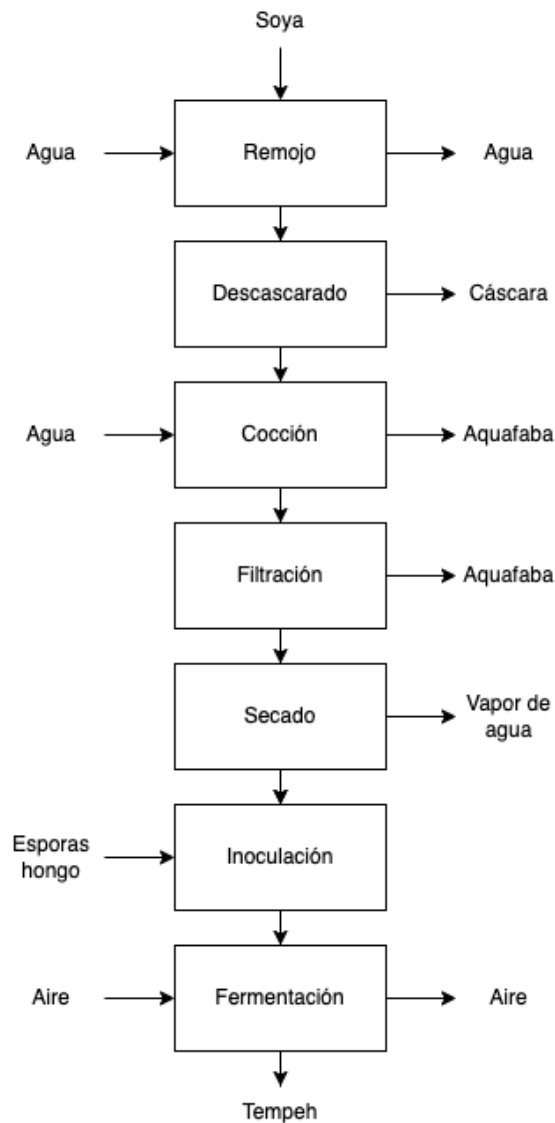 Soya
Agua
Remojo
Agua
Descascarado
Cáscara
Agua
Cocción
Aquafaba
Filtración
Aquafaba
Secado
Vapor de
agua
Esporas
hongo
Inoculación
Aire
Fermentación
Aire
Tempeh